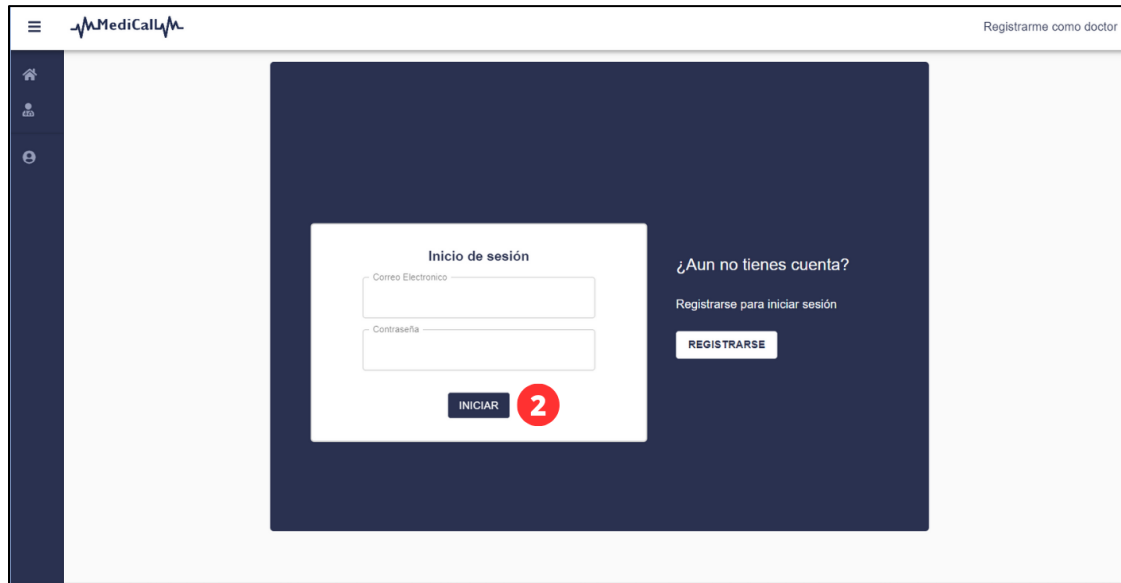 MediCall
Registrarme como doctor
Inicio de sesión
Correo Electronico
Contraseña
INICIAR
2
¿Aun no tienes cuenta?
Registrarse para iniciar sesión
REGISTRARSE